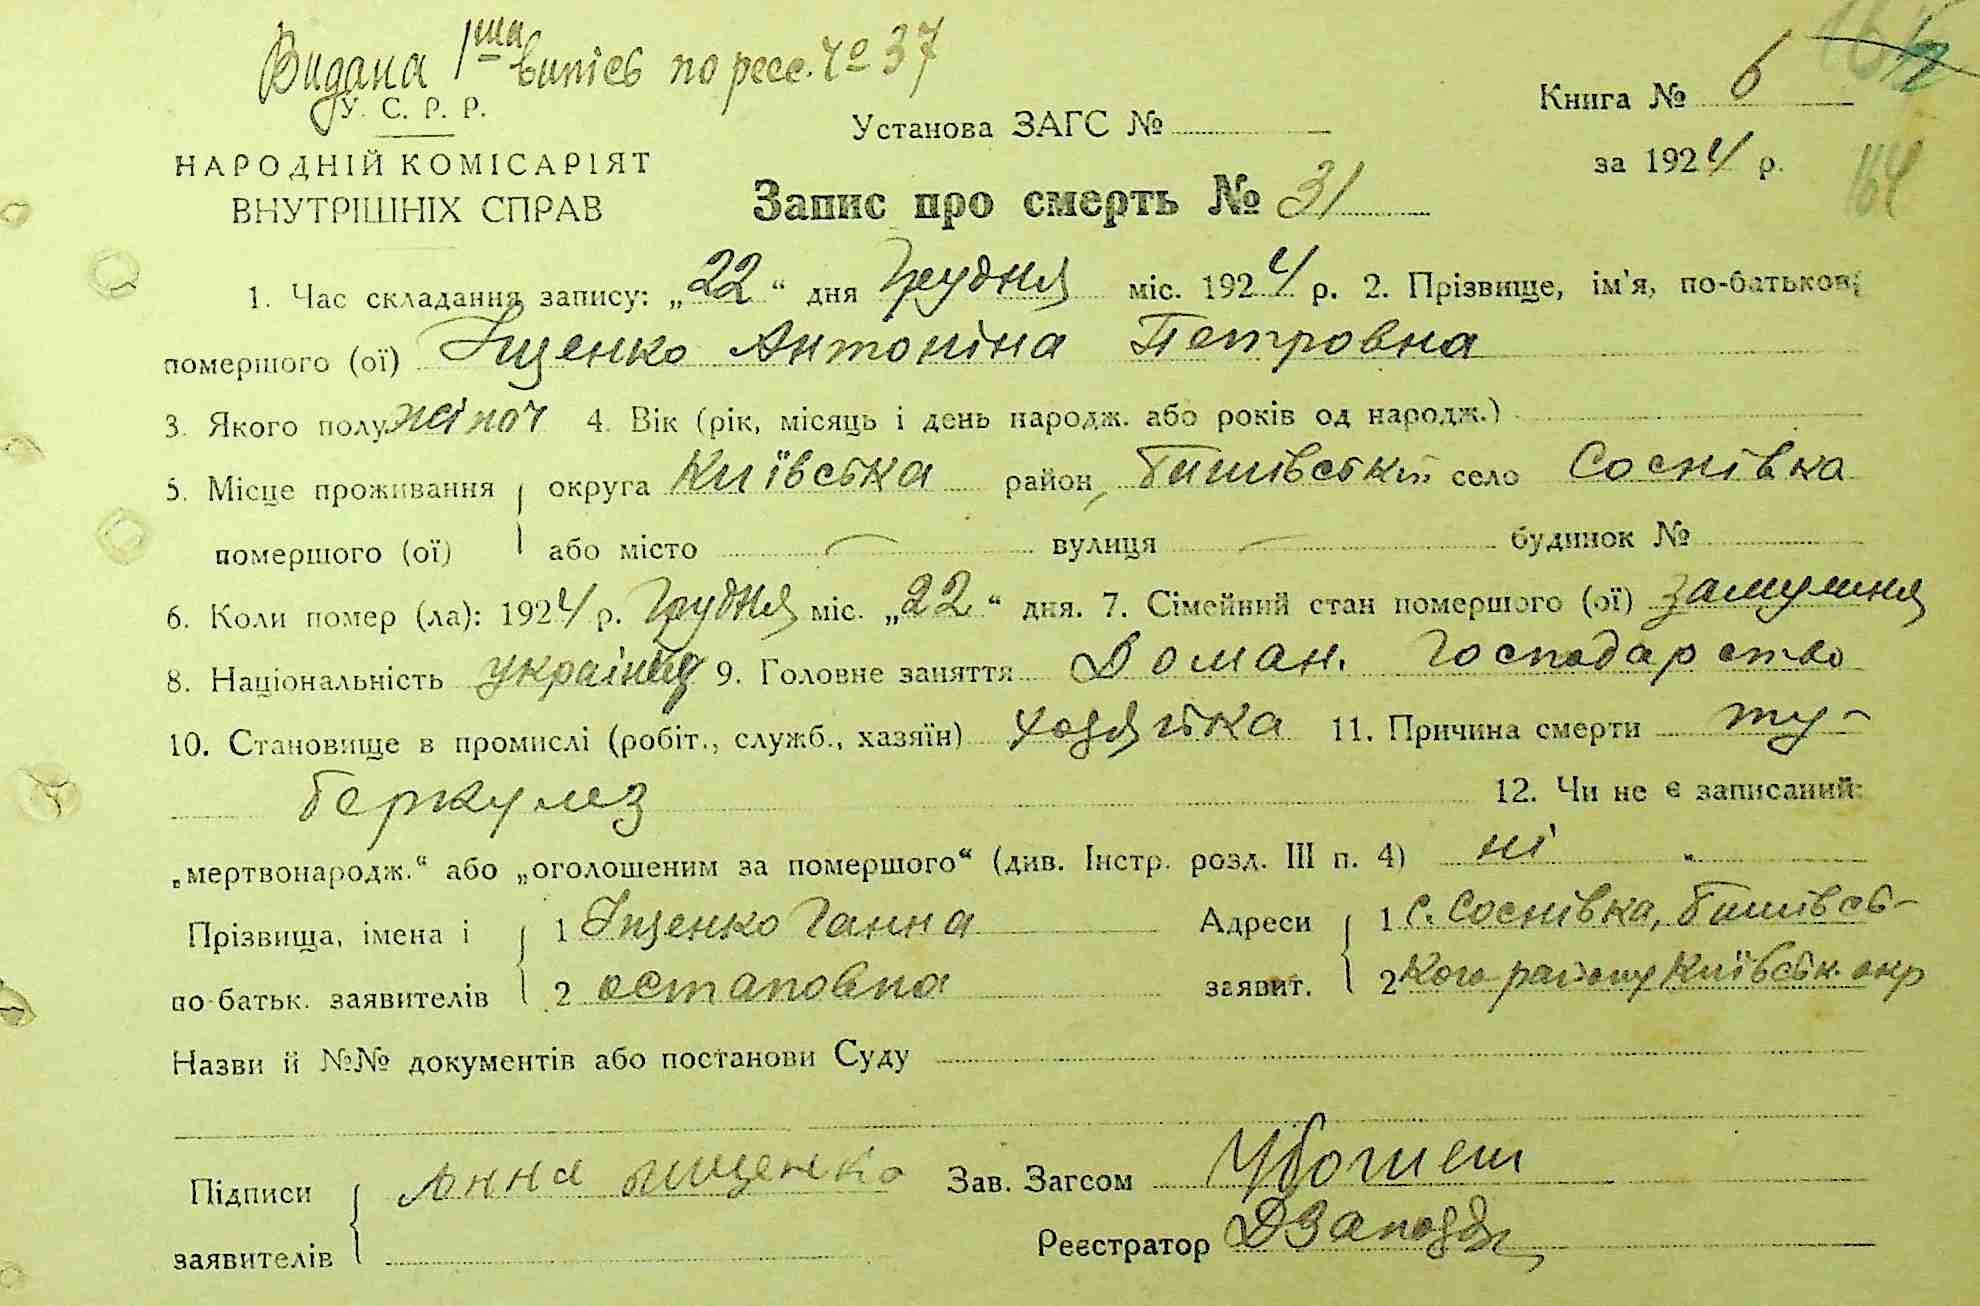 Видана 1ша випісь по реєс. № 37
У. С. Р. Р.
НАРОДНІЙ КОМІСАРІЯТ
ВНУТРІШНІХ СПРАВ
Установа ЗАГС №
Книга № 6
за 1924 р.
164
Запис про смерть № 31
1. Час складання запису: „22“ дня Грудня міс. 1924 р. 2. Прізвище, ім'я, по-батькові
помершого (ої) Іщенко Антоніна Петровна
3. Якого полу жіноч 4. Вік (рік, місяць і день народж. або років од народж.)
5. Місце проживання округа Київська район Бишівський село Соснівка
помершого (ої) або місто — вулиця — будинок №
6. Коли помер (ла): 1924 р. Грудня міс. „22“ дня. 7. Сімейний стан помершого (ої) замужня
8. Національність українка 9. Головне заняття Доман. Господарство
10. Становище в промислі (робіт., служб., хазяїн) хозяйка 11. Причина смерти ту-
беркулез 12. Чи не є записаний:
„мертвонародж.“ або „оголошеним за помершого“ (див. Інстр. розд. III п. 4) ні
Прізвища, імена і 1 Іщенко Ганна Адреси 1 с. Соснівка, Бишівсь-
по-батьк. заявителів 2 Остаповна заявит. 2 кого району Київськ. окр
Назви й №№ документів або постанови Суду
Підписи Анна Ищенко Зав. Загсом
заявителів Реєстратор